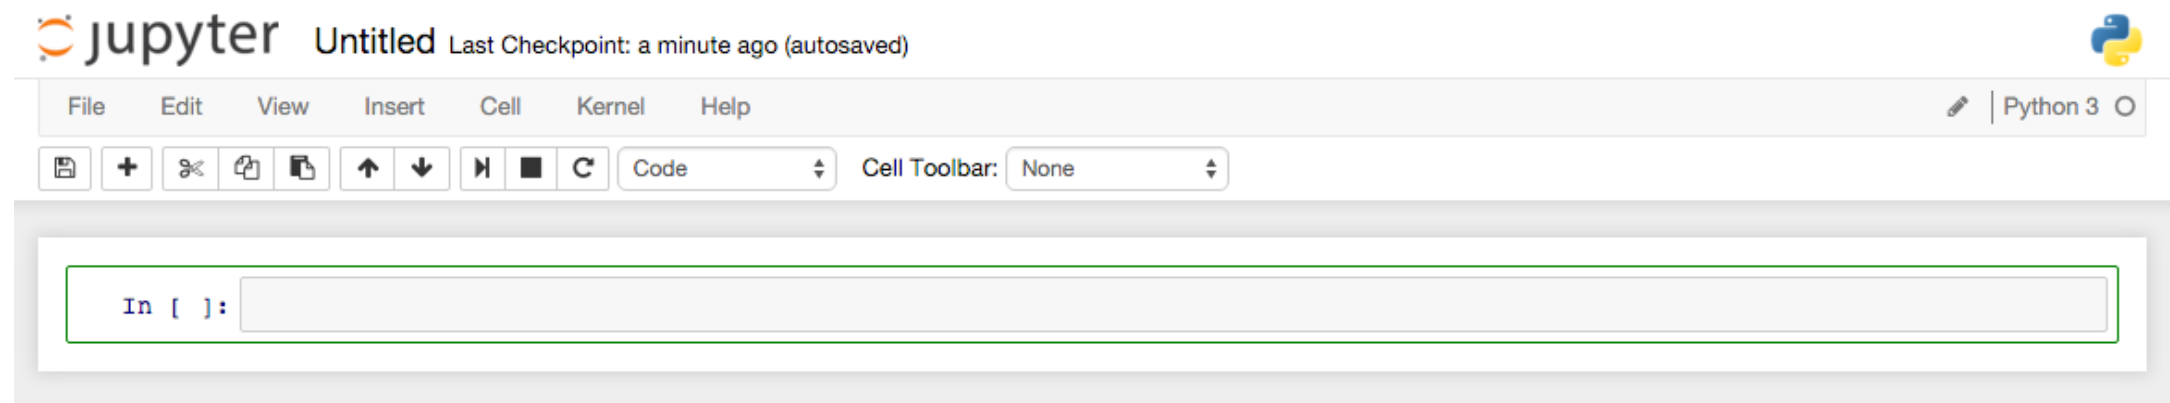 jupyter Untitled Last Checkpoint: a minute ago (autosaved)
File Edit View Insert Cell Kernel Help Python 3
Code Cell Toolbar: None
In [ ]: